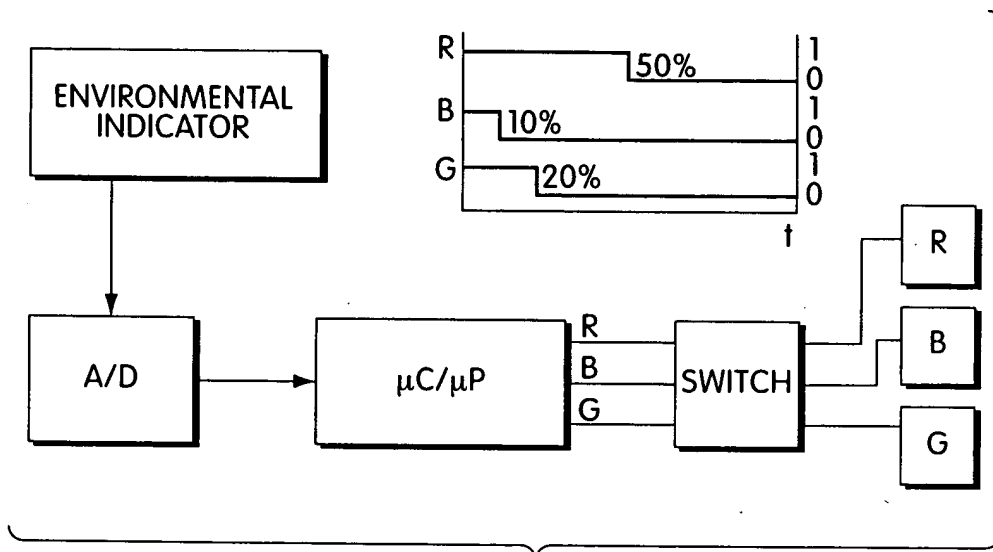 ENVIRONMENTAL
INDICATOR
R 50% 1
0
B 10% 1
0
G 20% 1
0
t
A/D
μC/μP
R
B
G
SWITCH
R
B
G